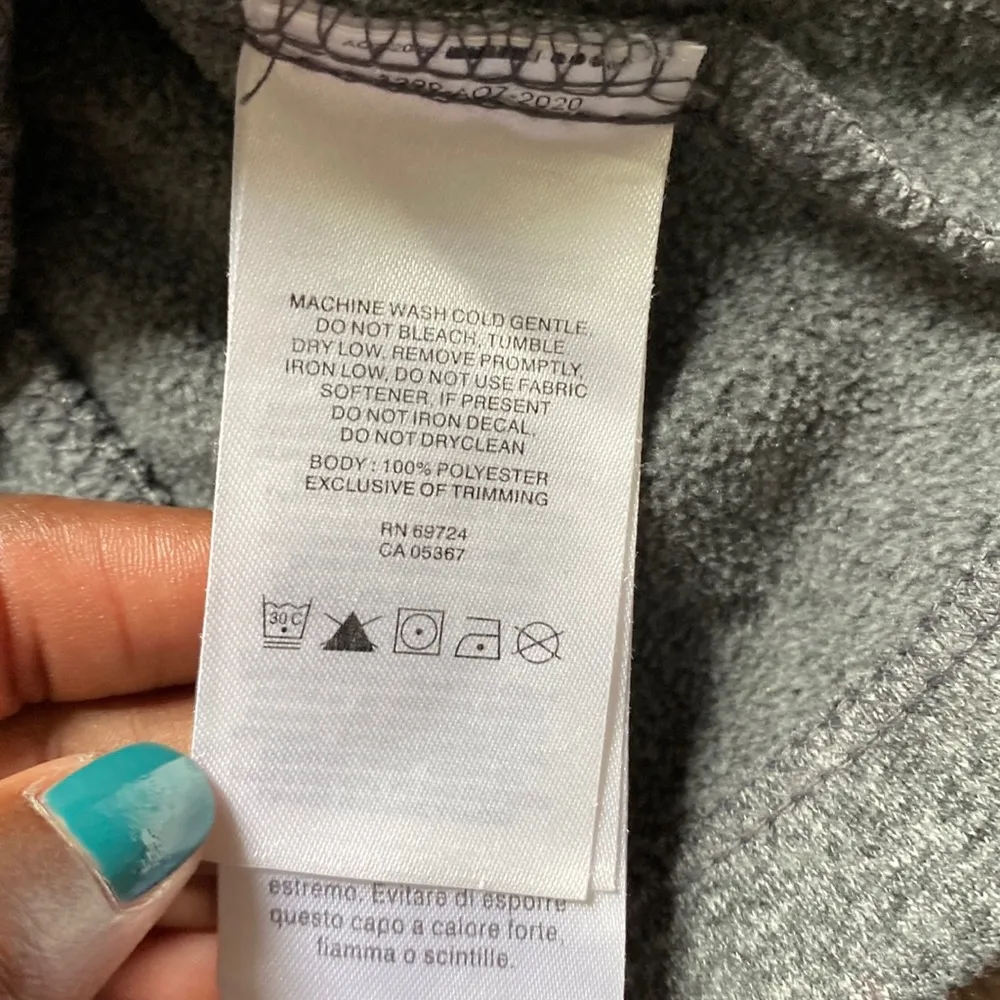 AQ7-2020
MACHINE WASH COLD GENTLE,
DO NOT BLEACH, TUMBLE
DRY LOW, REMOVE PROMPTLY,
IRON LOW, DO NOT USE FABRIC
SOFTENER, IF PRESENT
DO NOT IRON DECAL,
DO NOT DRYCLEAN
BODY : 100% POLYESTER
EXCLUSIVE OF TRIMMING
RN 69724
CA 05367
30 C
estremo. Evitare di esporre
questo capo a calore forte,
fiamma o scintille.